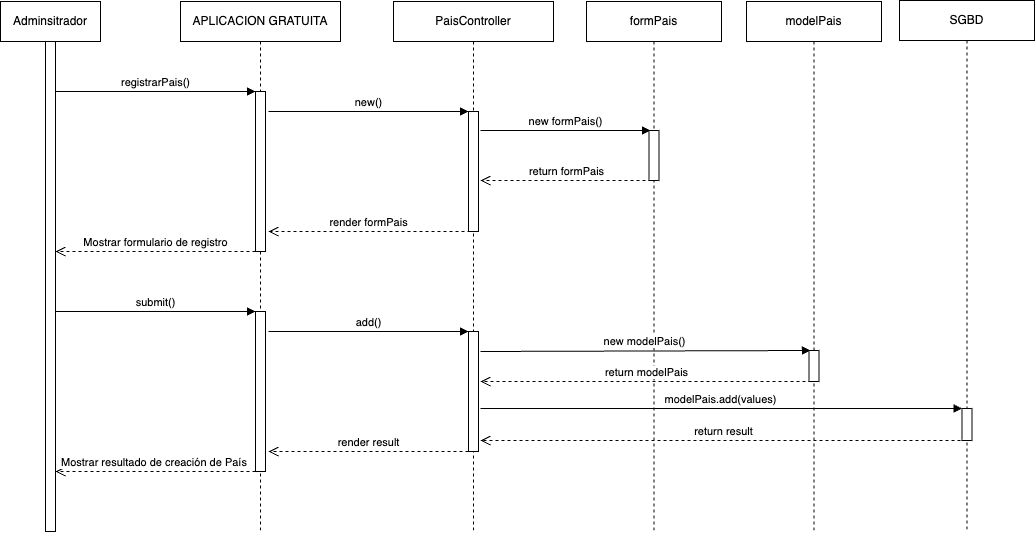 Adminsitrador
APLICACION GRATUITA
PaisController
formPais
modelPais
SGBD
registrarPais()
new()
new formPais()
return formPais
render formPais
Mostrar formulario de registro
submit()
add()
new modelPais()
return modelPais
modelPais.add(values)
return result
render result
Mostrar resultado de creación de País